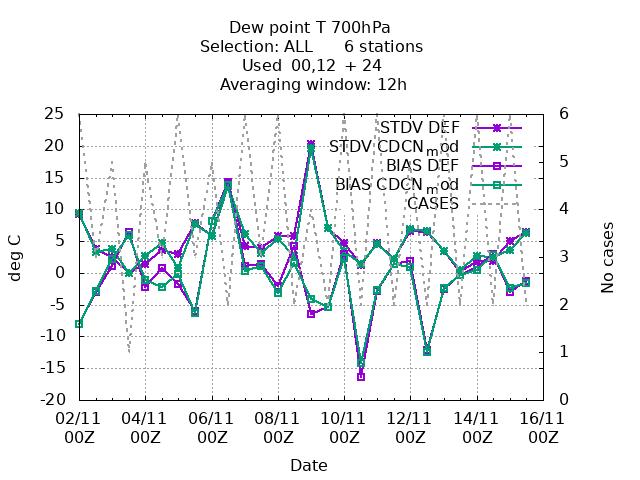 Dew point T 700hPa
Selection: ALL 6 stations
Used 00,12 + 24
Averaging window: 12h
STDV DEF
STDV CDCN_mod
BIAS DEF
BIAS CDCN_mod
CASES
25
20
15
10
5
0
-5
-10
-15
-20
deg C
6
5
4
3
2
1
0
No cases
02/11 04/11 06/11 08/11 10/11 12/11 14/11 16/11
00Z 00Z 00Z 00Z 00Z 00Z 00Z 00Z
Date